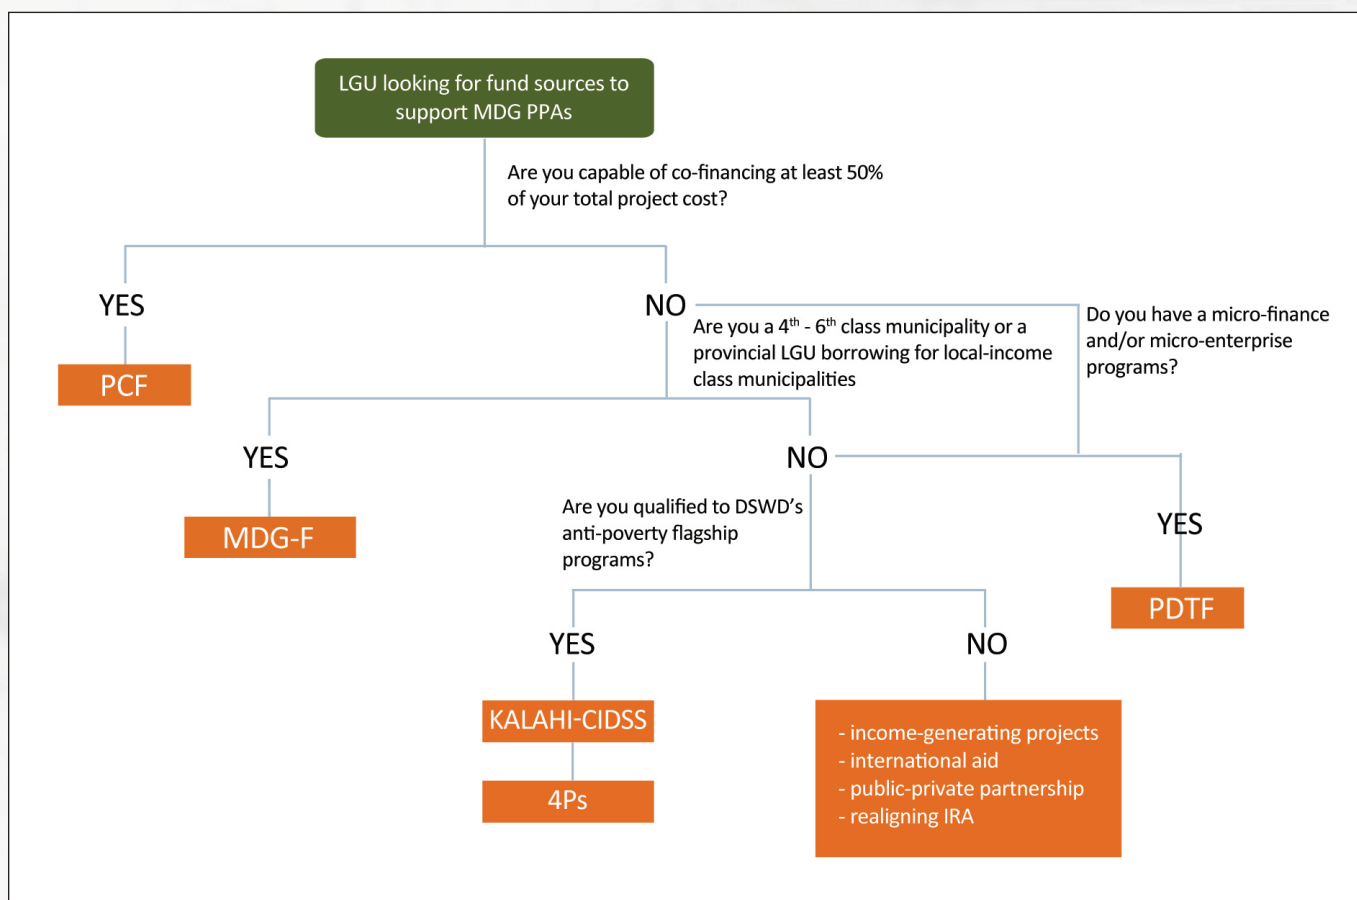 LGU looking for fund sources to
support MDG PPAs
Are you capable of co-financing at least 50%
of your total project cost?
YES
NO
PCF
Are you a 4th - 6th class municipality or a
provincial LGU borrowing for local-income
class municipalities
Do you have a micro-finance
and/or micro-enterprise
programs?
YES
NO
MDG-F
Are you qualified to DSWD's
anti-poverty flagship
programs?
YES
PDTF
YES
NO
KALAHI-CIDSS
4Ps
- income-generating projects
- international aid
- public-private partnership
- realigning IRA